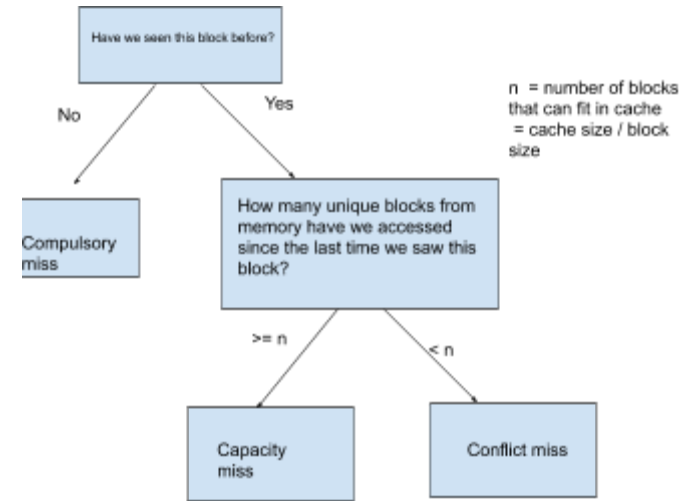 Have we seen this block before?
No
Yes
n = number of blocks
that can fit in cache
= cache size / block
size
Compulsory
miss
How many unique blocks from
memory have we accessed
since the last time we saw this
block?
>= n
< n
Capacity
miss
Conflict miss